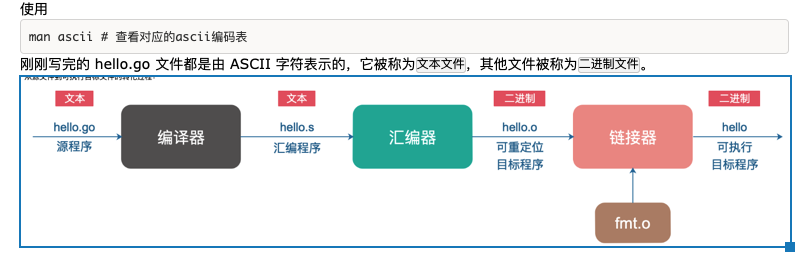 使用
man ascii # 查看对应的ascii编码表
刚刚写完的 hello.go 文件都是由 ASCII 字符表示的，它被称为文本文件，其他文件被称为二进制文件。
文本 文本 二进制 二进制
hello.go 编译器 hello.s 汇编器 hello.o 链接器 hello
源程序 汇编程序 可重定位 可执行
目标程序 目标程序
fmt.o